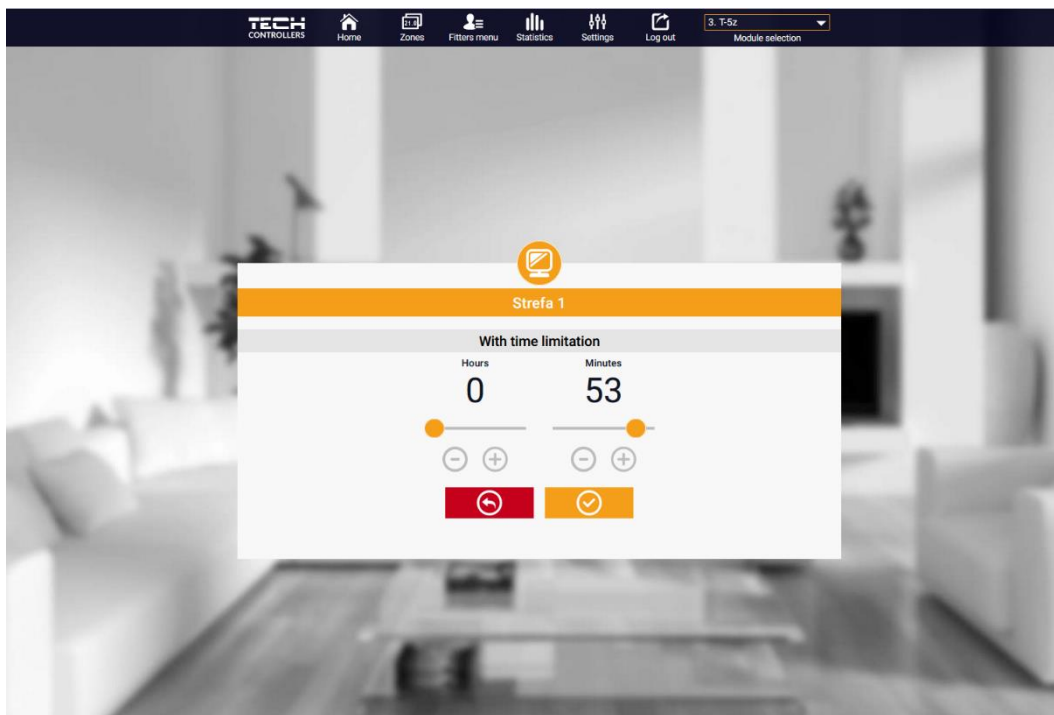 TECH
CONTROLLERS
Home
21.0
Zones
Fitters menu
Statistics
Settings
Log out
3. T-5z
Module selection
Strefa 1
With time limitation
Hours
Minutes
0
53